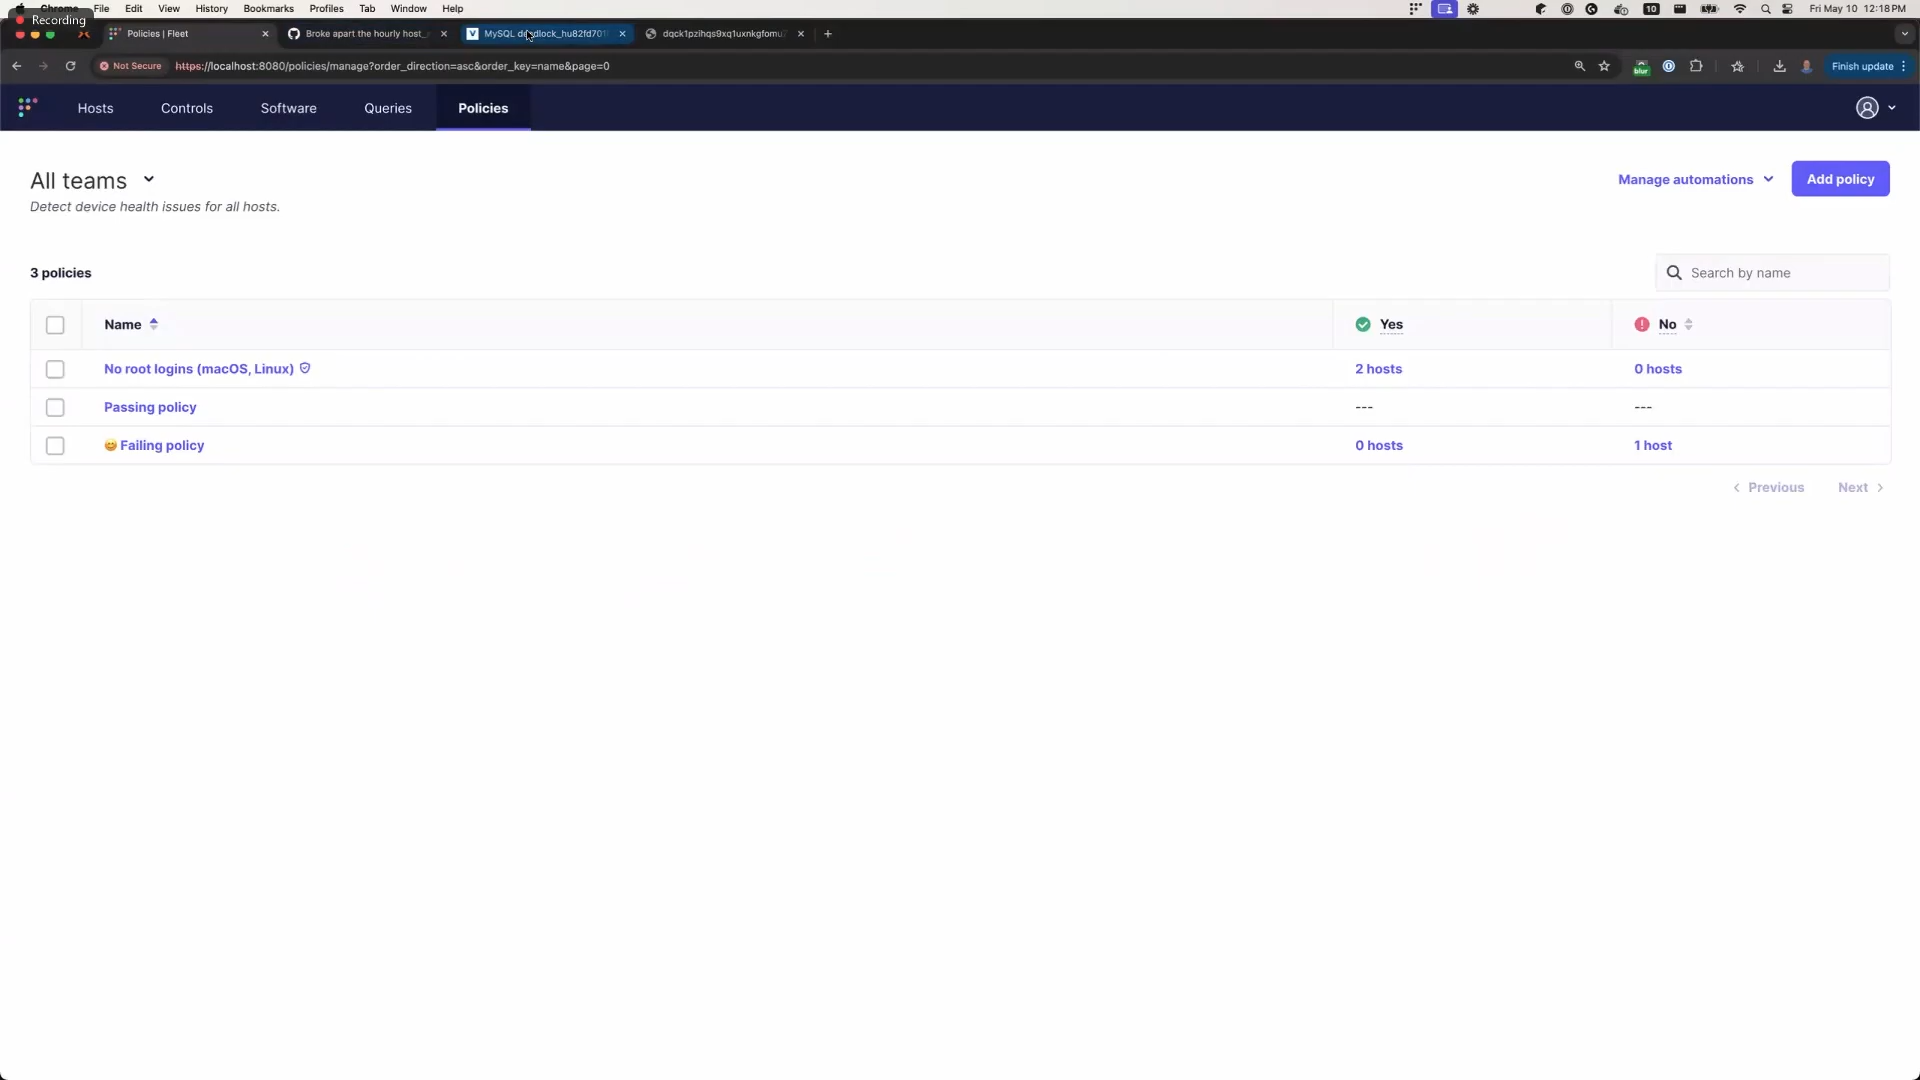 Chrome File Edit View History Bookmarks Profiles Tab Window Help 10 Fri May 10 12:18 PM
Recording
Policies | Fleet Broke apart the hourly host_ MySQL dqck1pzihqs9xq1uxnkgfomu
Not Secure https://localhost:8080/policies/manage?order_direction=asc&order_key=name&page=0 blur Finish update
Hosts Controls Software Queries Policies
All teams Manage automations Add policy
Detect device health issues for all hosts.
3 policies Search by name
Name Yes No
No root logins (macOS, Linux) 2 hosts 0 hosts
Passing policy --- ---
😊 Failing policy 0 hosts 1 host
Previous Next